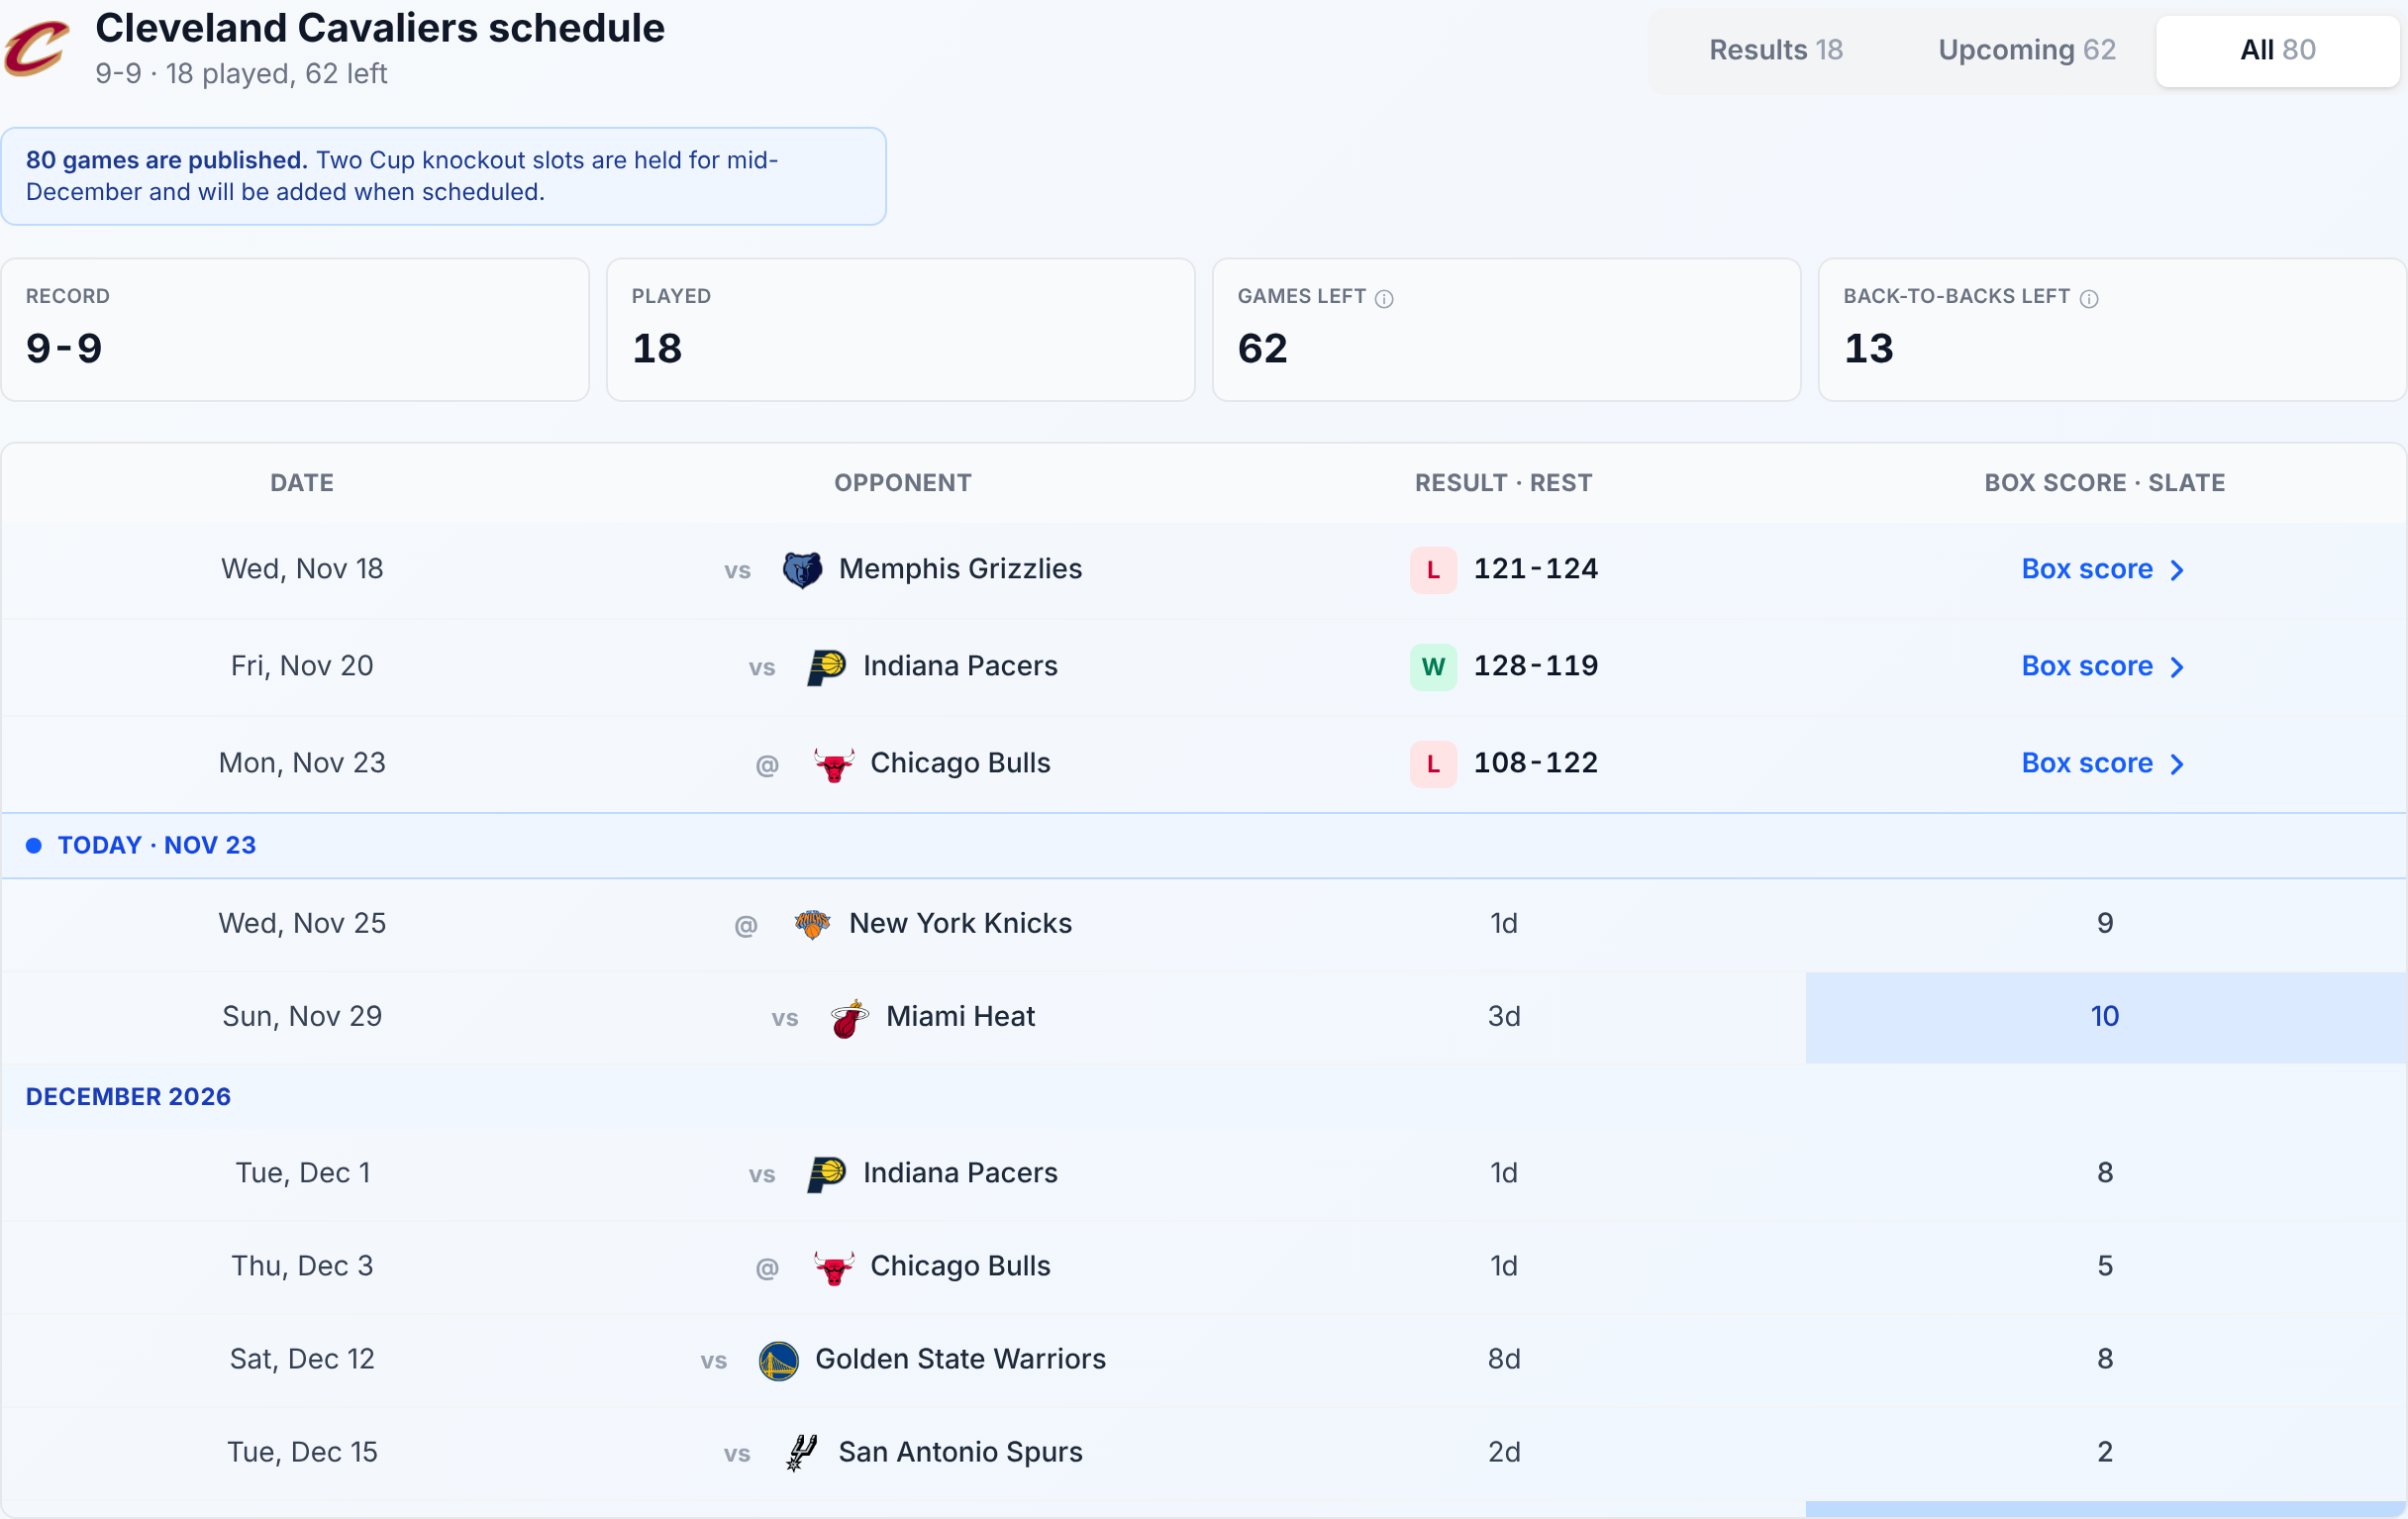 Cleveland Cavaliers schedule
9-9 · 18 played, 62 left
Results 18
Upcoming 62
All 80
80 games are published. Two Cup knockout slots are held for mid-
December and will be added when scheduled.
RECORD
9-9
PLAYED
18
GAMES LEFT
62
BACK-TO-BACKS LEFT
13
DATE OPPONENT RESULT · REST BOX SCORE · SLATE
Wed, Nov 18 vs Memphis Grizzlies L 121-124 Box score
Fri, Nov 20 vs Indiana Pacers W 128-119 Box score
Mon, Nov 23 @ Chicago Bulls L 108-122 Box score
TODAY · NOV 23
Wed, Nov 25 @ New York Knicks 1d 9
Sun, Nov 29 vs Miami Heat 3d 10
DECEMBER 2026
Tue, Dec 1 vs Indiana Pacers 1d 8
Thu, Dec 3 @ Chicago Bulls 1d 5
Sat, Dec 12 vs Golden State Warriors 8d 8
Tue, Dec 15 vs San Antonio Spurs 2d 2